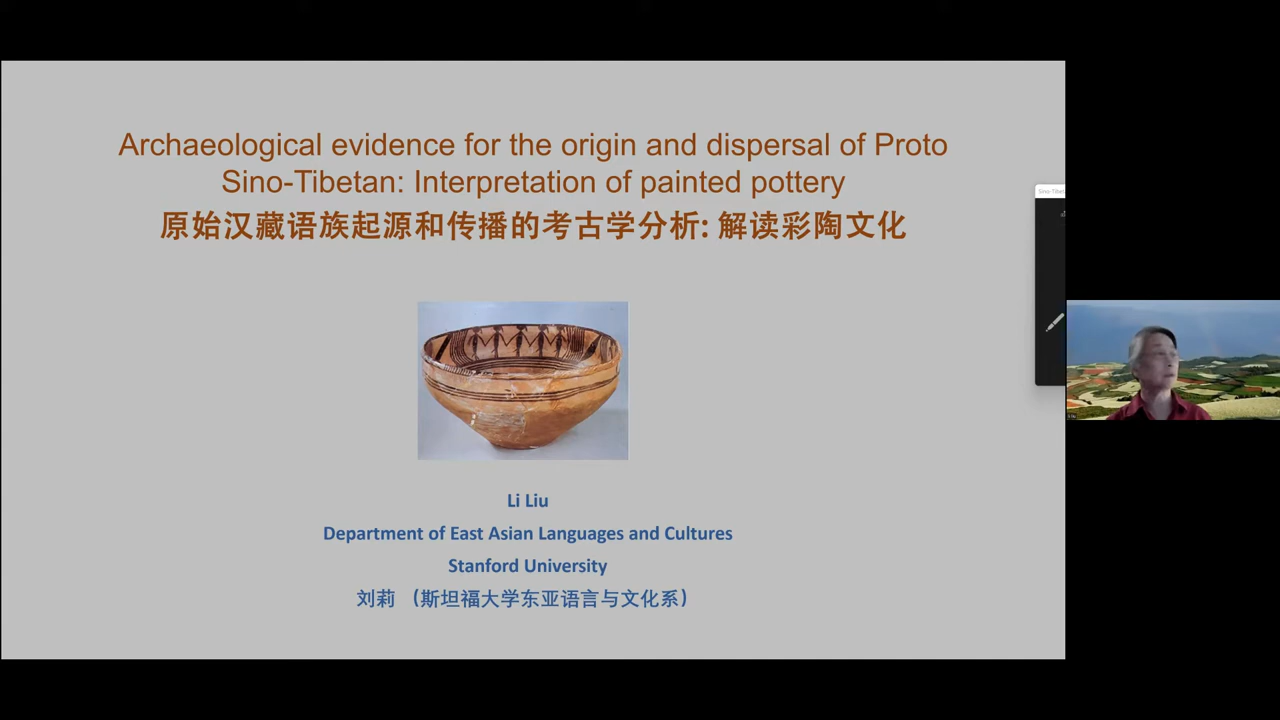 Archaeological evidence for the origin and dispersal of Proto
Sino-Tibetan: Interpretation of painted pottery
原始汉藏语族起源和传播的考古学分析: 解读彩陶文化
Li Liu
Department of East Asian Languages and Cultures
Stanford University
刘莉 （斯坦福大学东亚语言与文化系）